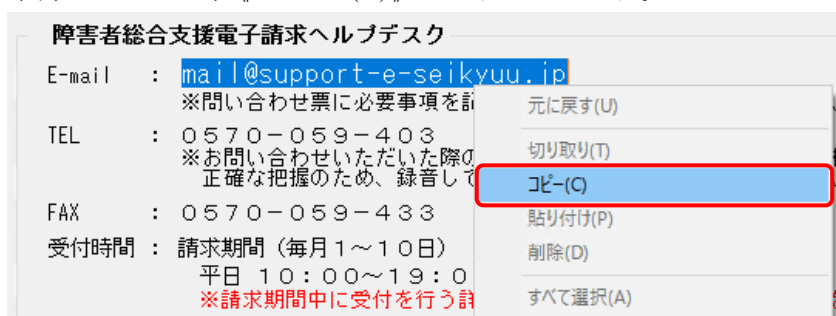 障害者総合支援電子請求ヘルプデスク
E-mail : mail@support-e-seikyuu.jp
※問い合わせ票に必要事項を記
TEL : 0570-059-403
※お問い合わせいただいた際の
正確な把握のため、録音して
FAX : 0570-059-433
受付時間 : 請求期間（毎月1～10日）
平日 10:00～19:0
※請求期間中に受付を行う詳
元に戻す(U)
切り取り(T)
コピー(C)
貼り付け(P)
削除(D)
すべて選択(A)